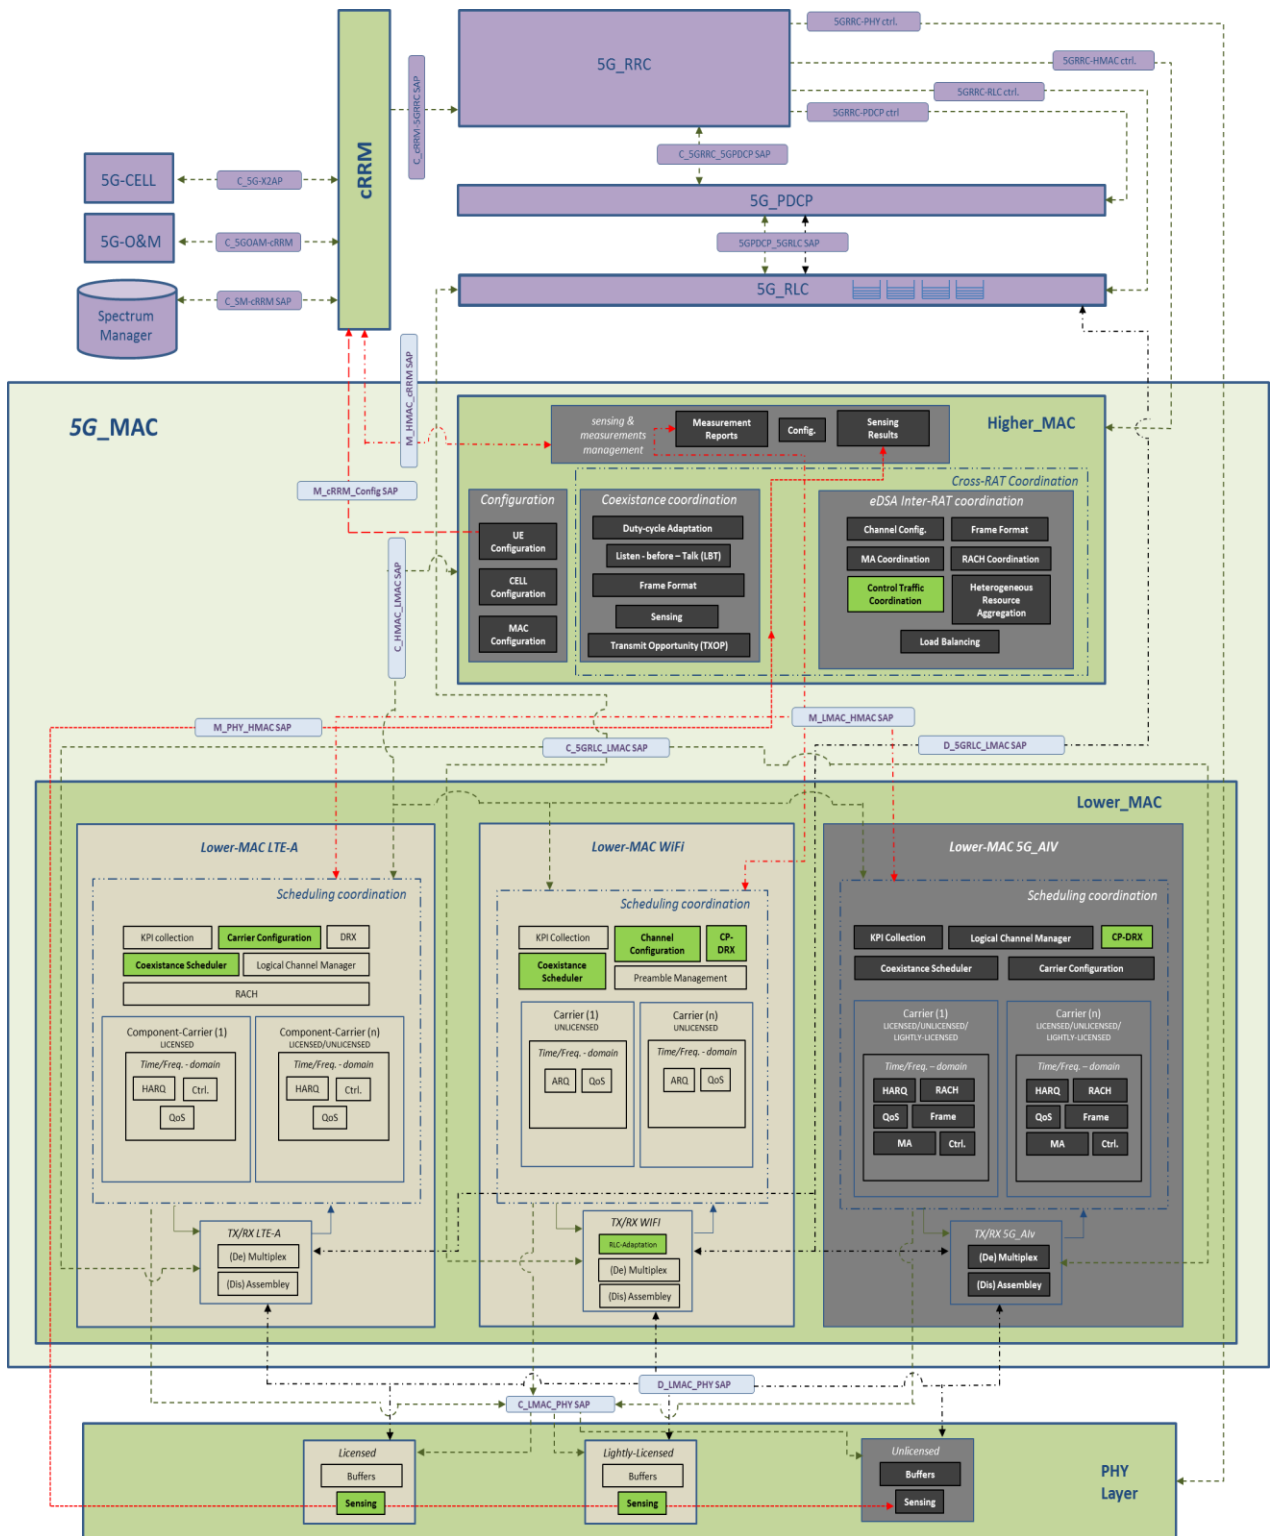 5GRRC-PHY ctrl.
5G_RRC
5GRRC-HMAC ctrl.
5GRRC-RLC ctrl.
5GRRC-PDCP ctrl
C_cRRM-5GRRC SAP
cRRM
C_5GRRC_5GPDCP SAP
5G-CELL
C_5G-X2AP
5G_PDCP
5G-O&M
C_5GOAM-cRRM
5GPDCP_5GRLC SAP
5G_RLC
C_SM-cRRM SAP
Spectrum
Manager
M_HMAC_cRRM SAP
5G_MAC
Higher_MAC
sensing &
measurements
management
Measurement
Reports
Config.
Sensing
Results
M_cRRM_Config SAP
Cross-RAT Coordination
Configuration
UE
Configuration
CELL
Configuration
MAC
Configuration
Coexistance coordination
Duty-cycle Adaptation
Listen - before – Talk (LBT)
Frame Format
Sensing
Transmit Opportunity (TXOP)
eDSA Inter-RAT coordination
Channel Config.
Frame Format
MA Coordination
RACH Coordination
Control Traffic
Coordination
Heterogeneous
Resource
Aggregation
Load Balancing
C_HMAC_LMAC SAP
M_PHY_HMAC SAP
M_LMAC_HMAC SAP
C_5GRLC_LMAC SAP
D_5GRLC_LMAC SAP
Lower_MAC
Lower-MAC LTE-A
Scheduling coordination
KPI collection
Carrier Configuration
DRX
Coexistance Scheduler
Logical Channel Manager
RACH
Component-Carrier (1)
LICENSED
Time/Freq. - domain
HARQ
Ctrl.
QoS
Component-Carrier (n)
LICENSED/UNLICENSED
Time/Freq. - domain
HARQ
Ctrl.
QoS
TX/RX LTE-A
(De) Multiplex
(Dis) Assembley
Lower-MAC WiFi
Scheduling coordination
KPI Collection
Channel
Configuration
CP-
DRX
Coexistance
Scheduler
Preamble Management
Carrier (1)
UNLICENSED
Time/Freq. - domain
ARQ
QoS
Carrier (n)
UNLICENSED
Time/Freq. - domain
ARQ
QoS
TX/RX WIFI
RLC-Adaptation
(De) Multiplex
(Dis) Assembley
Lower-MAC 5G_AIV
Scheduling coordination
KPI Collection
Logical Channel Manager
CP-DRX
Coexistance Scheduler
Carrier Configuration
Carrier (1)
LICENSED/UNLICENSED/
LIGHTLY-LICENSED
Time/Freq. – domain
HARQ
RACH
QoS
Frame
MA
Ctrl.
Carrier (n)
LICENSED/UNLICENSED/
LIGHTLY-LICENSED
Time/Freq. – domain
HARQ
RACH
QoS
Frame
MA
Ctrl.
TX/RX 5G_AIv
(De) Multiplex
(Dis) Assembley
D_LMAC_PHY SAP
C_LMAC_PHY SAP
Licensed
Buffers
Sensing
Lightly-Licensed
Buffers
Sensing
Unlicensed
Buffers
Sensing
PHY
Layer